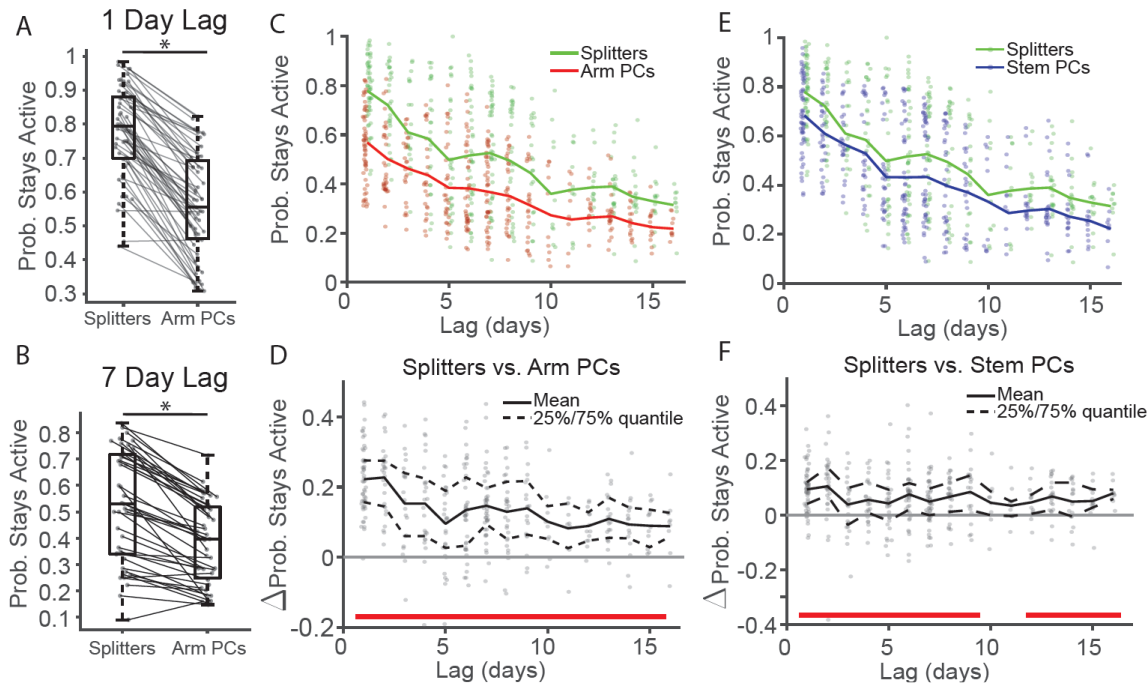 A
1 Day Lag
*
Prob. Stays Active
1
0.9
0.8
0.7
0.6
0.5
0.4
0.3
Splitters Arm PCs
B
7 Day Lag
*
Prob. Stays Active
0.8
0.7
0.6
0.5
0.4
0.3
0.2
0.1
Splitters Arm PCs
C
Splitters
Arm PCs
Prob. Stays Active
1
0.8
0.6
0.4
0.2
0
0 5 10 15
Lag (days)
D
Splitters vs. Arm PCs
Mean
25%/75% quantile
△Prob. Stays Active
0.4
0.2
0
-0.2
0 5 10 15
Lag (days)
E
Splitters
Stem PCs
Prob. Stays Active
1
0.8
0.6
0.4
0.2
0
0 5 10 15
Lag (days)
F
Splitters vs. Stem PCs
Mean
25%/75% quantile
△Prob. Stays Active
0.4
0.2
0
-0.2
-0.4
0 5 10 15
Lag (days)